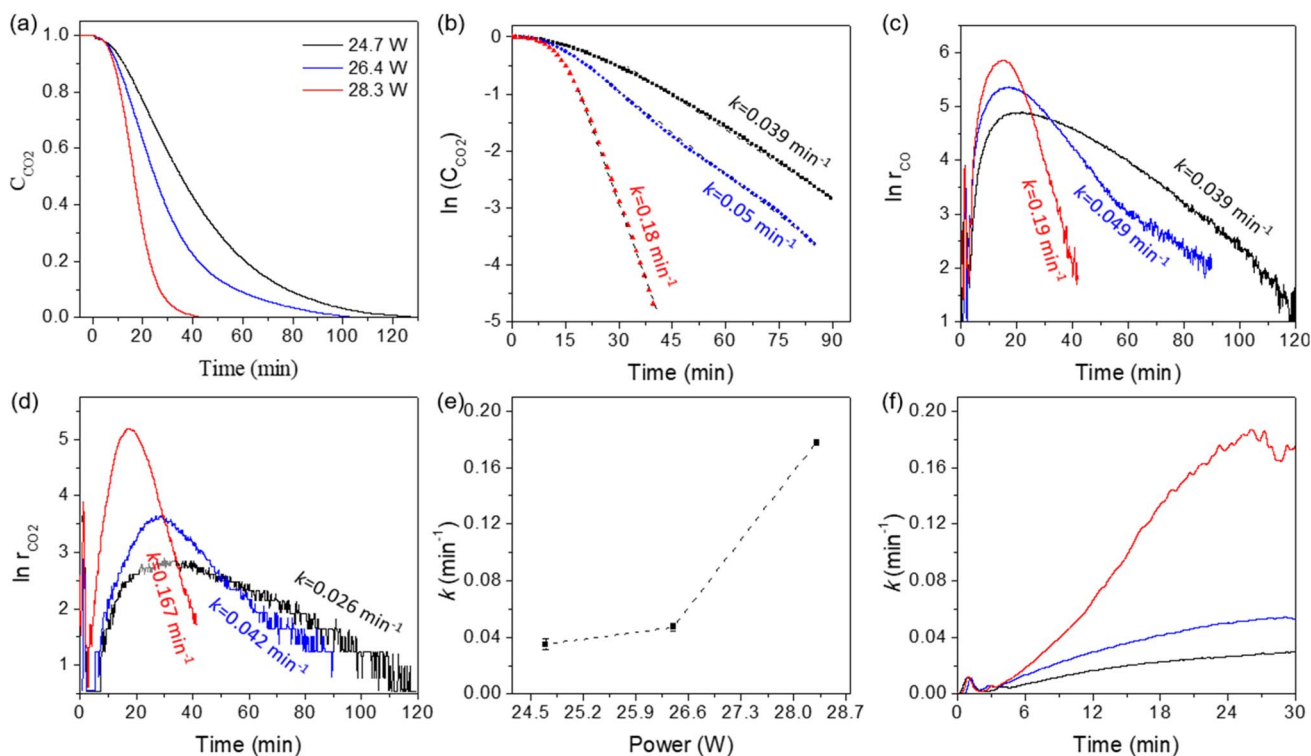 (a)
1.0
0.8
0.6
0.4
0.2
0.0
C_CO2
24.7 W
26.4 W
28.3 W
0 20 40 60 80 100 120
Time (min)
(b)
0
-1
-2
-3
-4
-5
ln (C_CO2)
k=0.039 min-1
k=0.05 min-1
k=0.18 min-1
0 15 30 45 60 75 90
Time (min)
(c)
6
5
4
3
2
1
ln r_CO
k=0.039 min-1
k=0.049 min-1
k=0.19 min-1
0 20 40 60 80 100 120
Time (min)
(d)
5
4
3
2
1
ln r_CO2
k=0.026 min-1
k=0.042 min-1
k=0.167 min-1
0 20 40 60 80 100 120
Time (min)
(e)
0.20
0.16
0.12
0.08
0.04
0.00
k (min-1)
24.5 25.2 25.9 26.6 27.3 28.0 28.7
Power (W)
(f)
0.20
0.16
0.12
0.08
0.04
0.00
k (min-1)
0 6 12 18 24 30
Time (min)